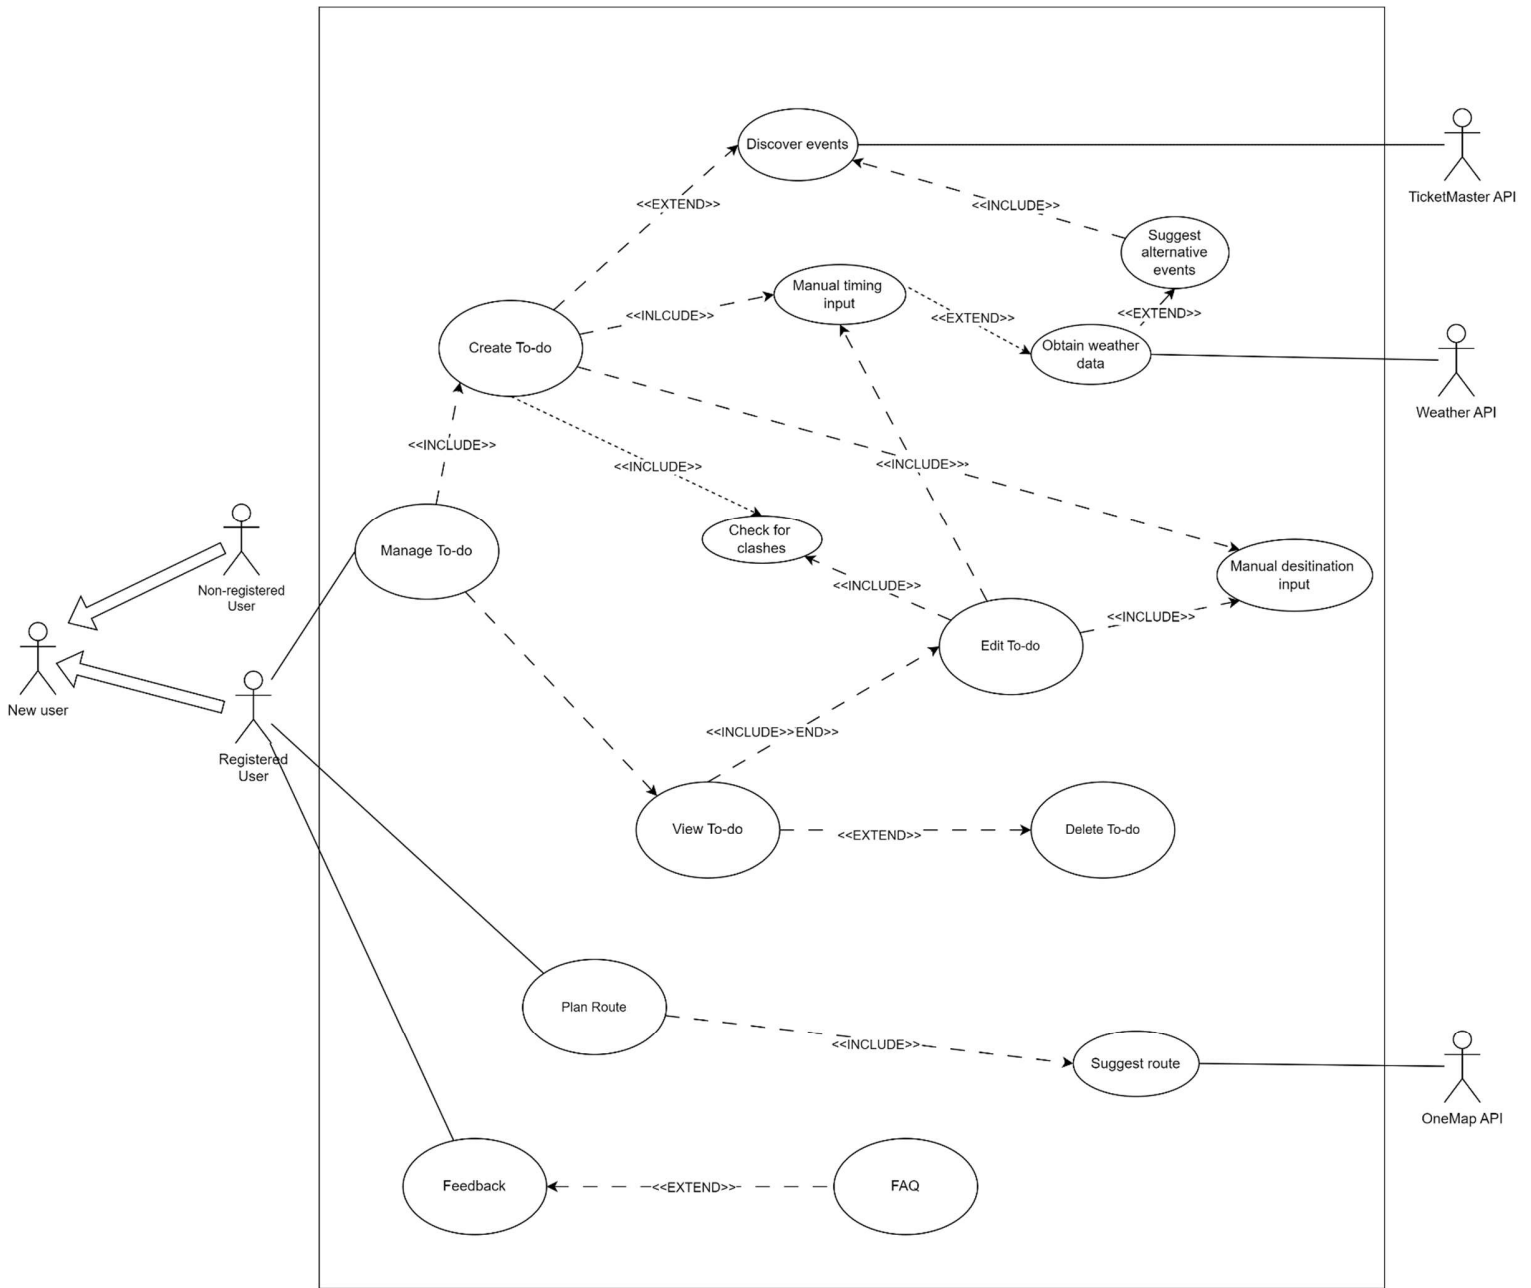 Discover events
TicketMaster API
<<EXTEND>>
<<INCLUDE>>
Suggest
alternative
events
Manual timing
input
<<INLCUDE>>
<<EXTEND>>
<<EXTEND>>
Create To-do
Obtain weather
data
Weather API
<<INCLUDE>>
<<INCLUDE>>
<<INCLUDE>>
Check for
clashes
Manage To-do
Manual desitination
input
Non-registered
User
<<INCLUDE>>
<<INCLUDE>>
Edit To-do
New user
Registered
User
<<INCLUDE>>END>>
View To-do
<<EXTEND>>
Delete To-do
Plan Route
<<INCLUDE>>
Suggest route
OneMap API
Feedback
<<EXTEND>>
FAQ